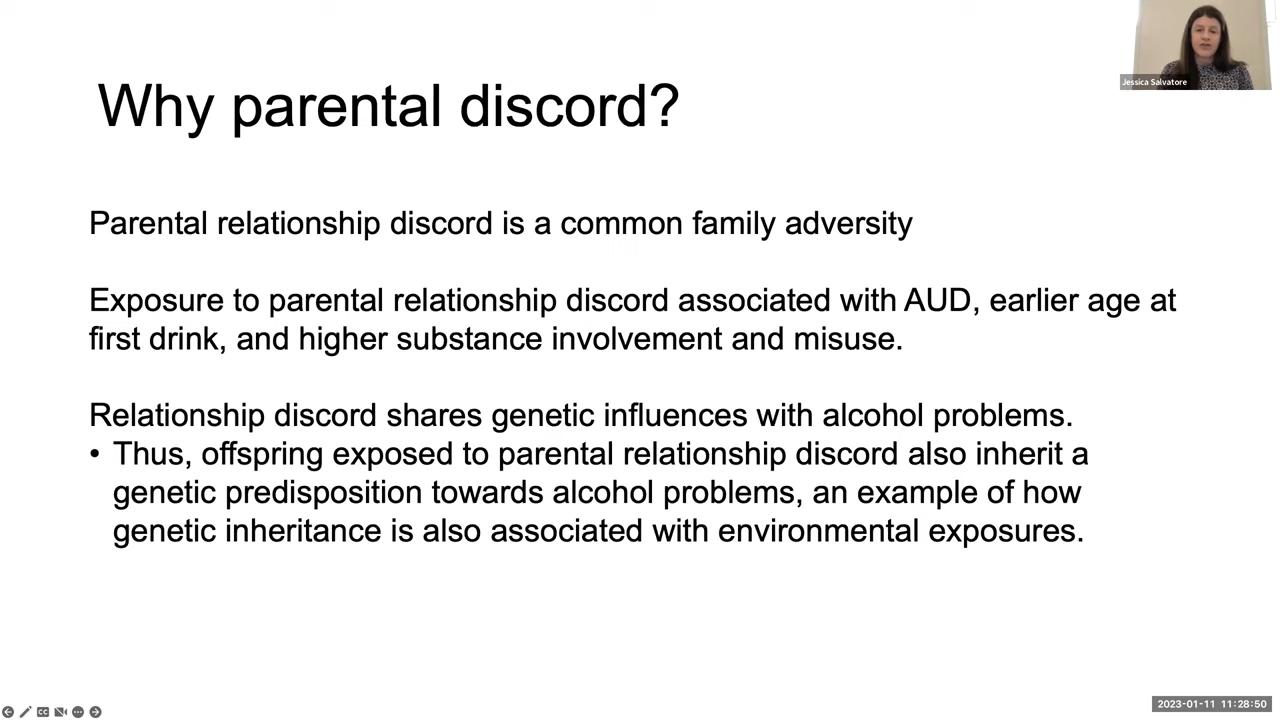 Jessica Salvatore
Why parental discord?
Parental relationship discord is a common family adversity
Exposure to parental relationship discord associated with AUD, earlier age at
first drink, and higher substance involvement and misuse.
Relationship discord shares genetic influences with alcohol problems.
• Thus, offspring exposed to parental relationship discord also inherit a
genetic predisposition towards alcohol problems, an example of how
genetic inheritance is also associated with environmental exposures.
CC
2023-01-11 11:28:50